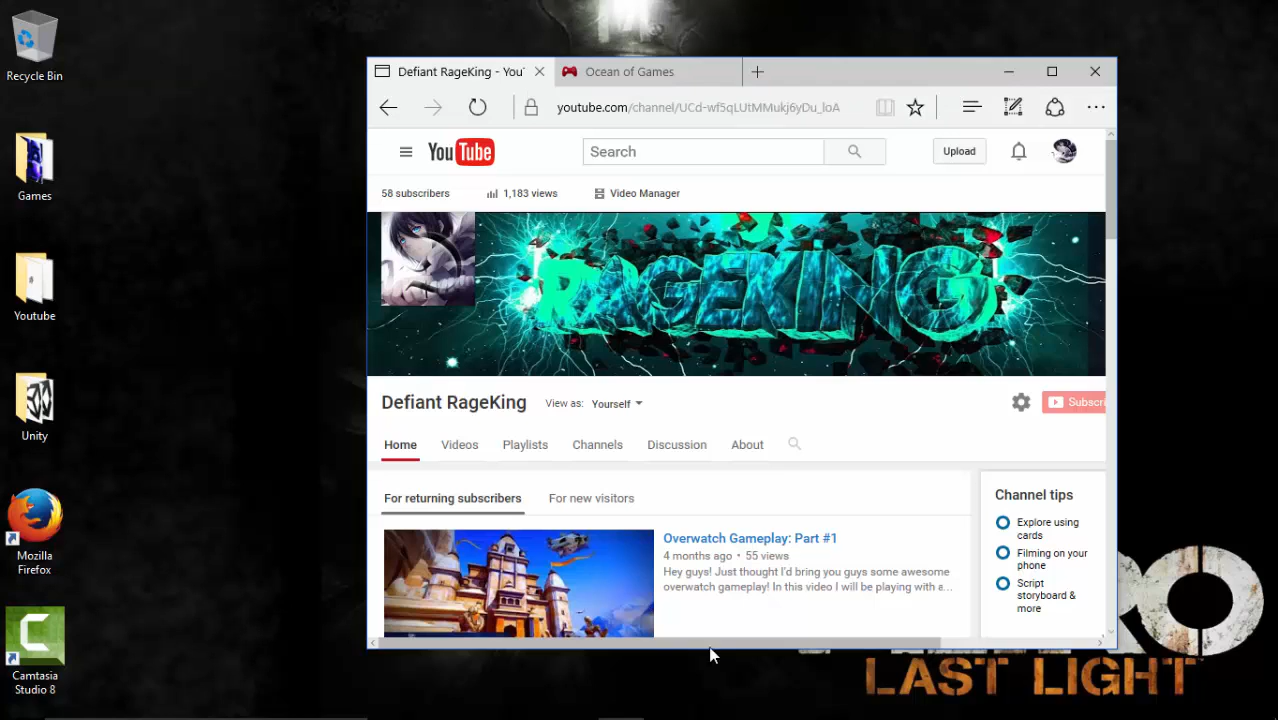 Recycle Bin
Games
Youtube
Unity
Mozilla
Firefox
Camtasia
Studio 8
Defiant RageKing - You
Ocean of Games
youtube.com/channel/UCd-wf5qLUtMMukj6yDu_loA
YouTube
Search
Upload
58 subscribers
1,183 views
Video Manager
RAGEKING
Defiant RageKing
View as: Yourself
Subscri
Home
Videos
Playlists
Channels
Discussion
About
For returning subscribers
For new visitors
Overwatch Gameplay: Part #1
4 months ago • 55 views
Hey guys! Just thought I'd bring you guys some awesome
overwatch gameplay! In this video I will be playing with a...
Channel tips
Explore using
cards
Filming on your
phone
Script
storyboard &
more
LAST LIGHT